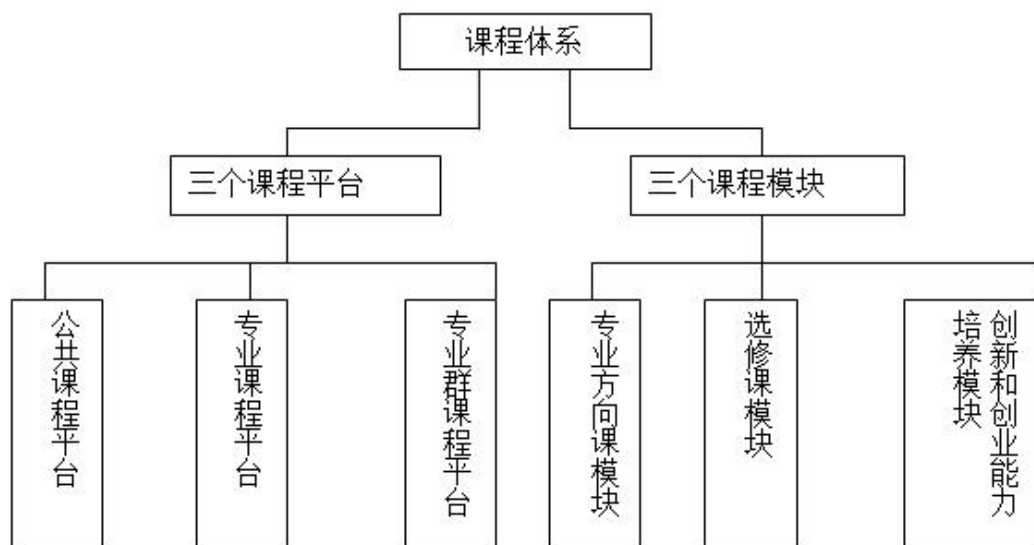 课程体系
三个课程平台
三个课程模块
公共课程平台
专业课程平台
专业群课程平台
专业方向课模块
选修课模块
创新和创业能力
培养模块